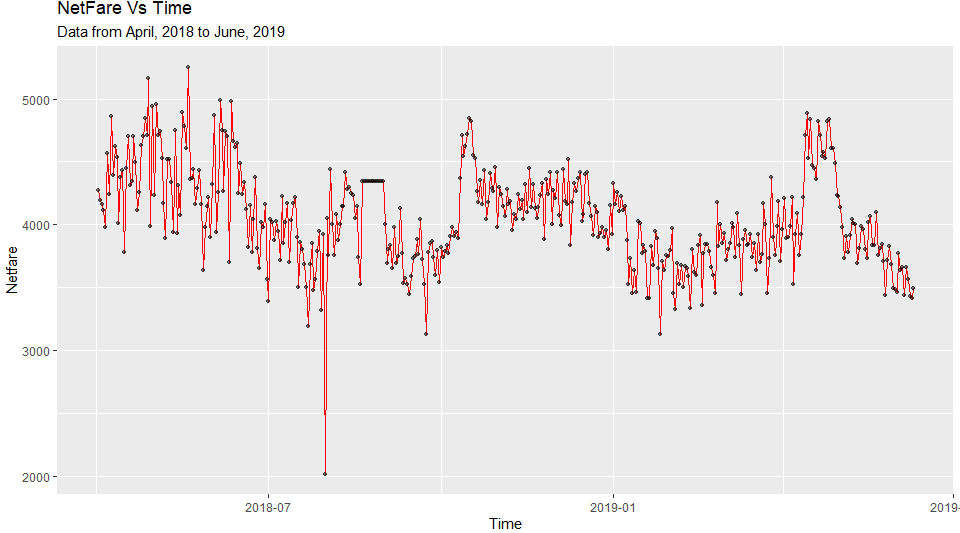 NetFare Vs Time
Data from April, 2018 to June, 2019
5000
4000
3000
2000
Netfare
2018-07
2019-01
2019-
Time